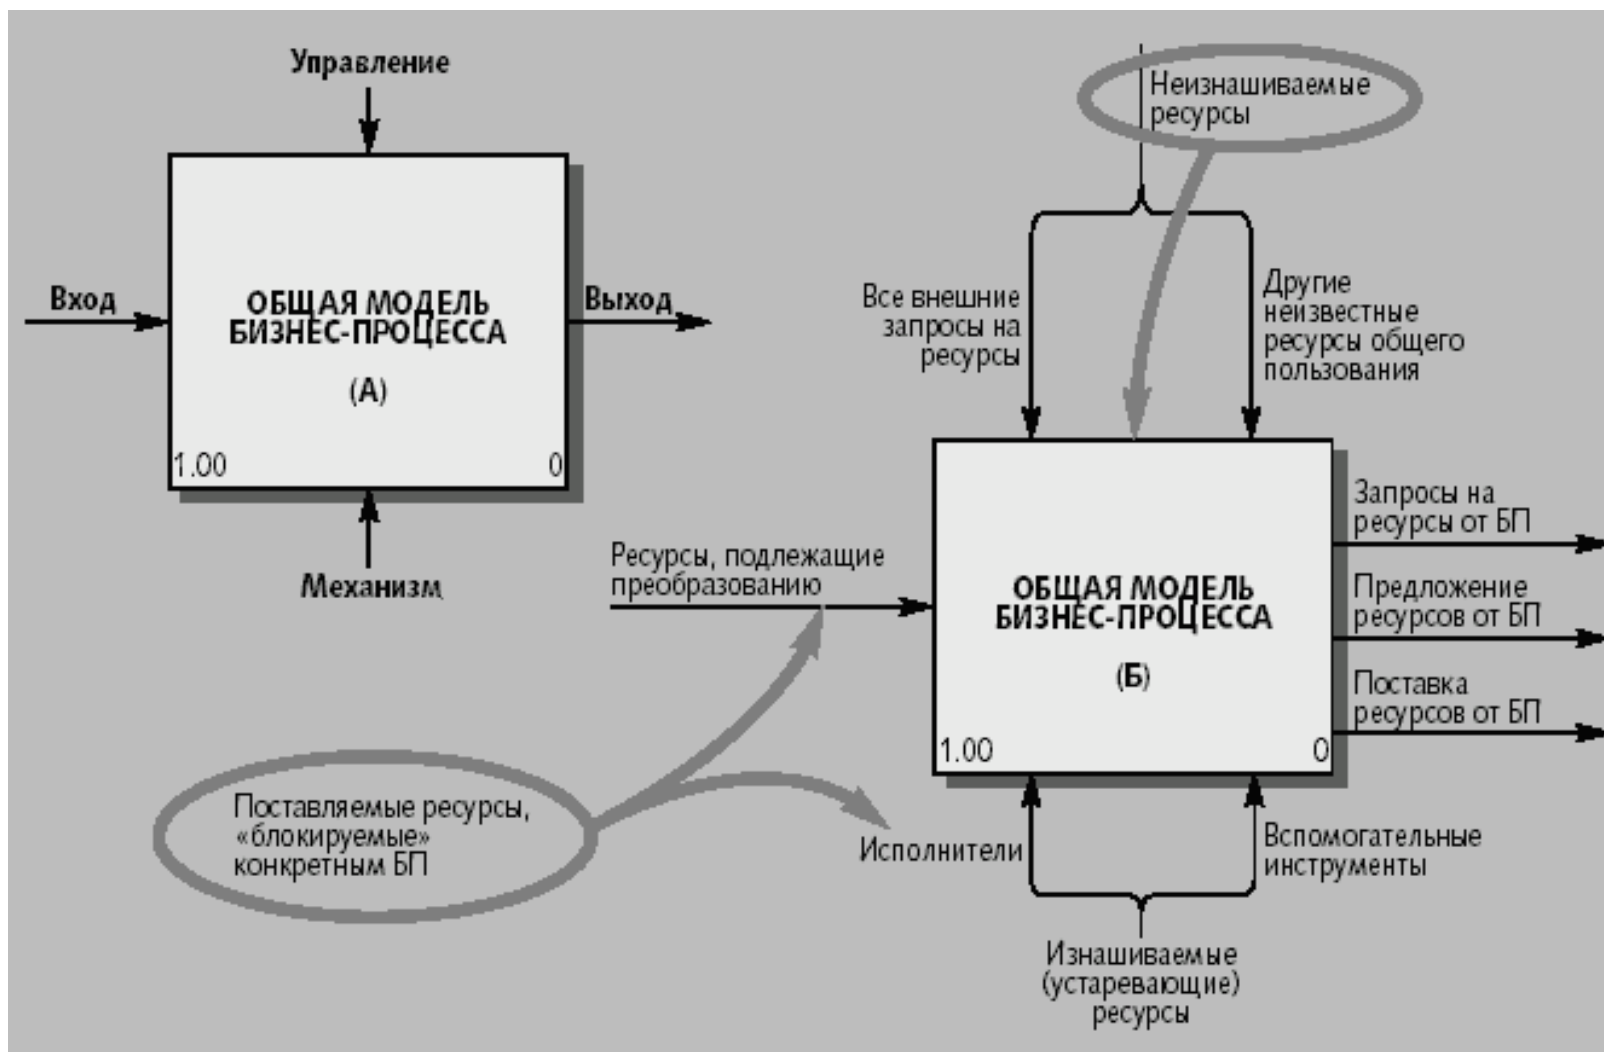 Управление
Вход
ОБЩАЯ МОДЕЛЬ
БИЗНЕС-ПРОЦЕССА
(А)
1.00
0
Выход
Механизм
Неизнашиваемые
ресурсы
Все внешние
запросы на
ресурсы
Другие
неизвестные
ресурсы общего
пользования
Ресурсы, подлежащие
преобразованию
ОБЩАЯ МОДЕЛЬ
БИЗНЕС-ПРОЦЕССА
(Б)
1.00
0
Запросы на
ресурсы от БП
Предложение
ресурсов от БП
Поставка
ресурсов от БП
Поставляемые ресурсы,
«блокируемые»
конкретным БП
Исполнители
Вспомогательные
инструменты
Изнашиваемые
(устаревающие)
ресурсы